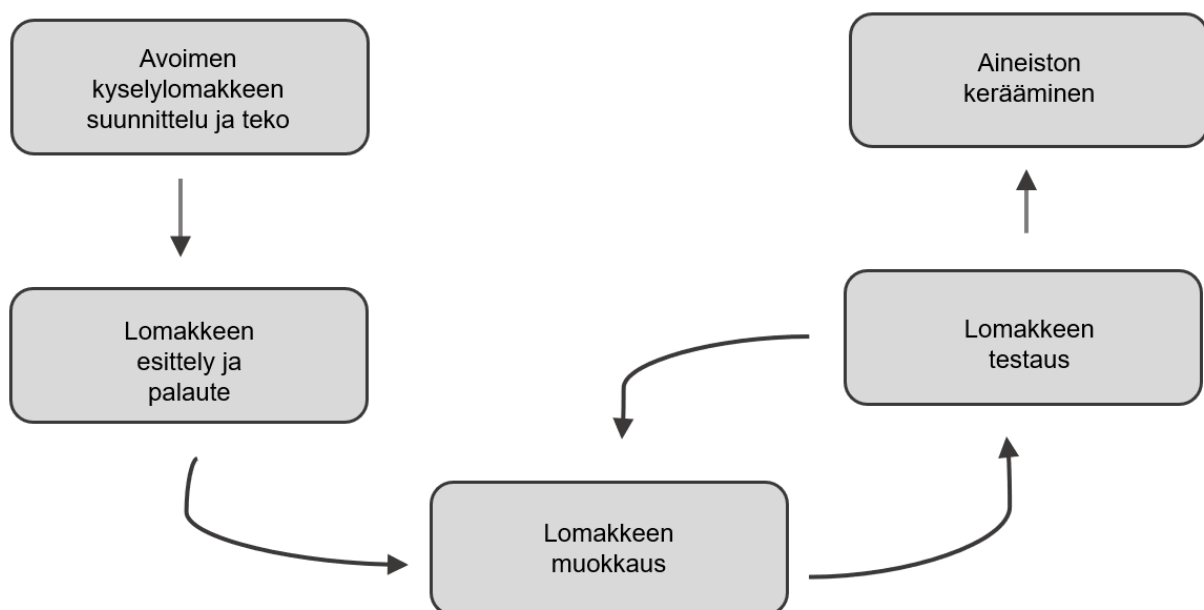 Avoimen
kyselylomakkeen
suunnittelu ja teko
Lomakkeen
esittely ja
palaute
Lomakkeen
muokkaus
Lomakkeen
testaus
Aineiston
kerääminen